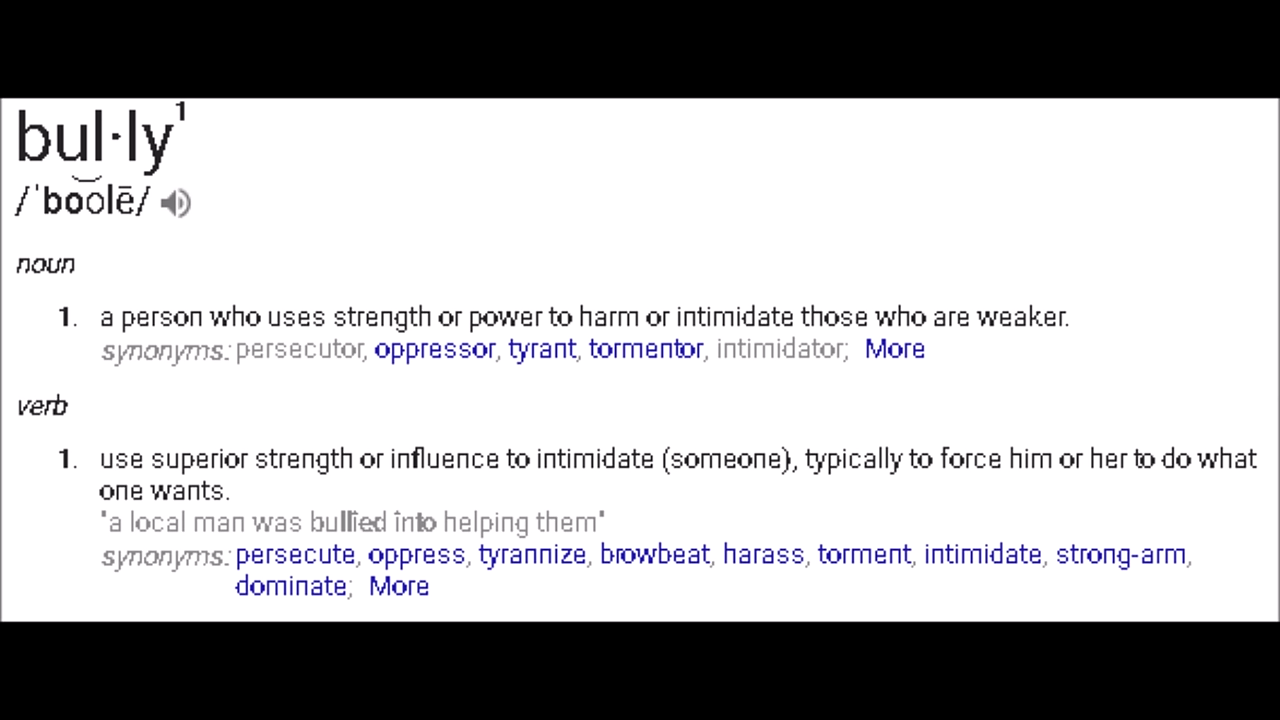 bul·ly¹
/ˈbo͝olē/
noun
1. a person who uses strength or power to harm or intimidate those who are weaker.
synonyms: persecutor, oppressor, tyrant, tormentor, intimidator; More
verb
1. use superior strength or influence to intimidate (someone), typically to force him or her to do what
one wants.
"a local man was bullied into helping them"
synonyms: persecute, oppress, tyrannize, browbeat, harass, torment, intimidate, strong-arm,
dominate; More